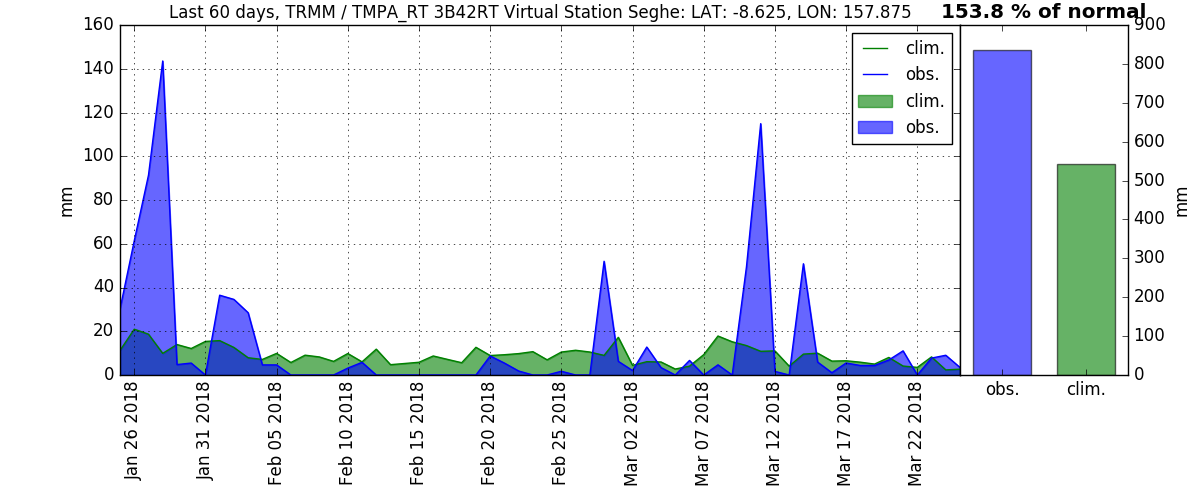 Last 60 days, TRMM / TMPA_RT 3B42RT Virtual Station Seghe: LAT: -8.625, LON: 157.875
153.8 % of normal
160
140
120
100
80
60
40
20
0
mm
clim.
obs.
clim.
obs.
900
800
700
600
500
400
300
200
100
0
mm
Jan 26 2018
Jan 31 2018
Feb 05 2018
Feb 10 2018
Feb 15 2018
Feb 20 2018
Feb 25 2018
Mar 02 2018
Mar 07 2018
Mar 12 2018
Mar 17 2018
Mar 22 2018
obs.
clim.